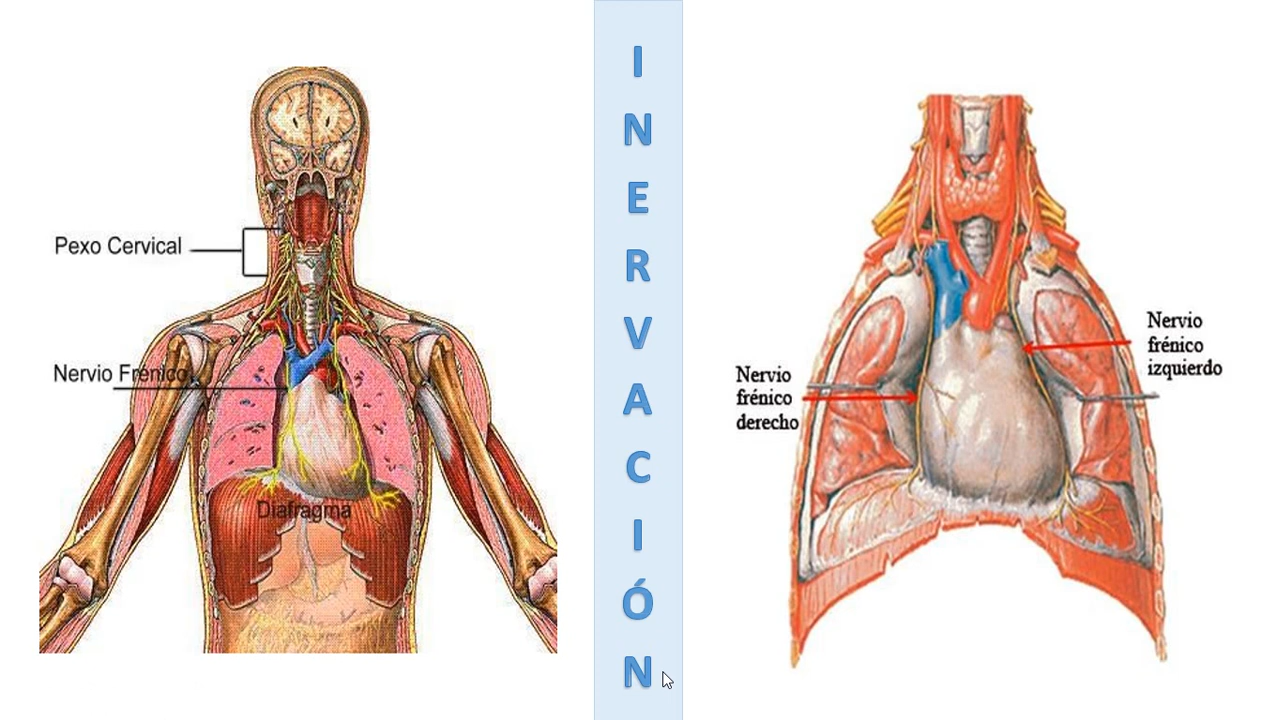 Pexo Cervical
Nervio Frénico
Diafragma
I
N
E
R
V
A
C
I
Ó
N
Nervio
frénico
derecho
Nervio
frénico
izquierdo